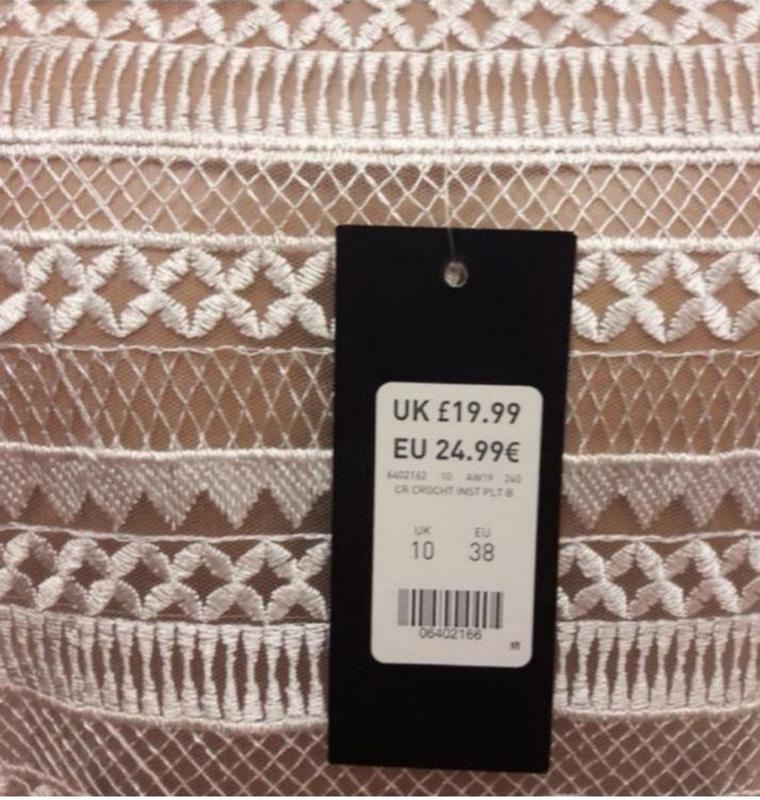 UK £19.99
EU 24.99€
6402162 10 AW19 240
CR CROCHT INST PLT B
UK EU
10 38
06402166